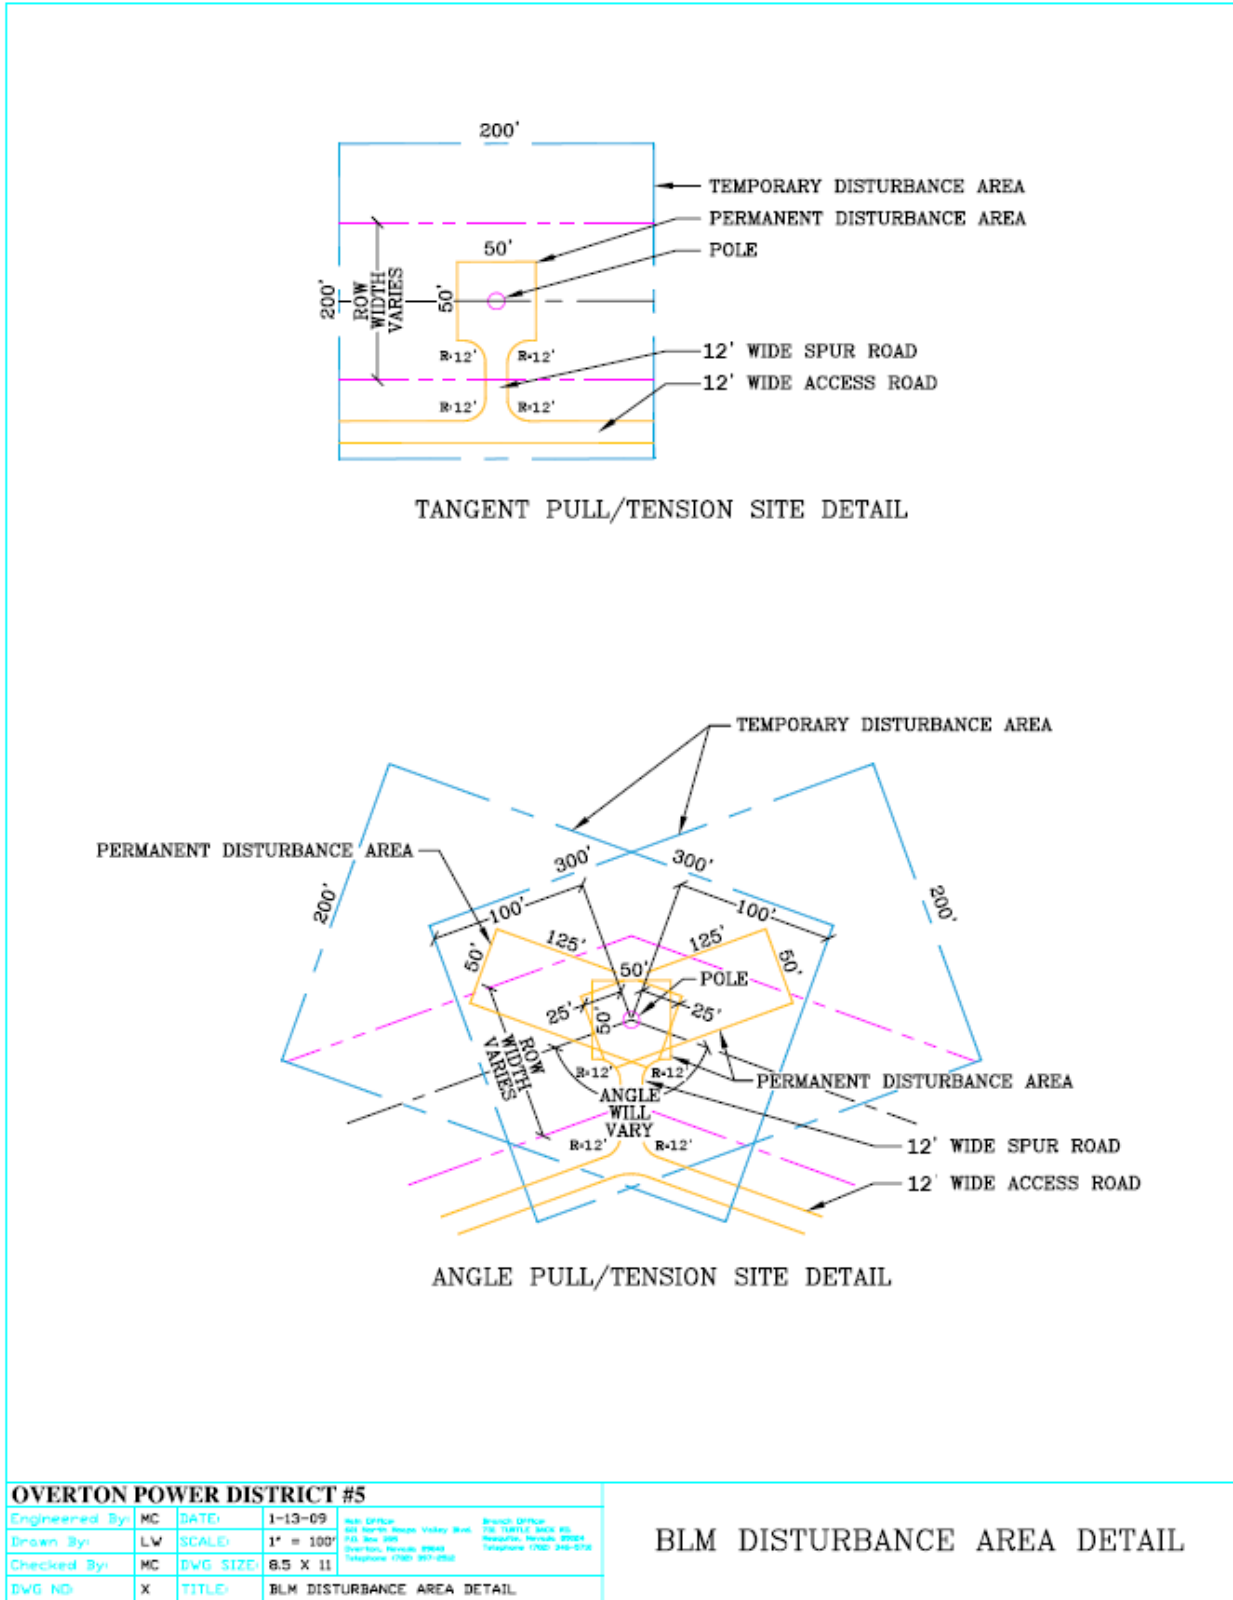 200'
TEMPORARY DISTURBANCE AREA
PERMANENT DISTURBANCE AREA
50'
POLE
200'
ROW
WIDTH
VARIES
50'
12' WIDE SPUR ROAD
R=12' R=12'
12' WIDE ACCESS ROAD
R=12' R=12'
TANGENT PULL/TENSION SITE DETAIL
TEMPORARY DISTURBANCE AREA
PERMANENT DISTURBANCE AREA
300' 300'
200' 200'
100' 100'
125' 125'
50' 50' 50'
POLE
25' 25'
50'
ROW
WIDTH
VARIES
R=12' R=12'
PERMANENT DISTURBANCE AREA
ANGLE
WILL
VARY
R=12' R=12'
12' WIDE SPUR ROAD
12' WIDE ACCESS ROAD
ANGLE PULL/TENSION SITE DETAIL
OVERTON POWER DISTRICT #5
Engineered By: MC DATE: 1-13-09
Drawn By: LW SCALE: 1" = 100'
Checked By: MC DWG SIZE: 8.5 X 11
DWG NO: X TITLE: BLM DISTURBANCE AREA DETAIL
Branch Office
Overton, Nevada
BLM DISTURBANCE AREA DETAIL